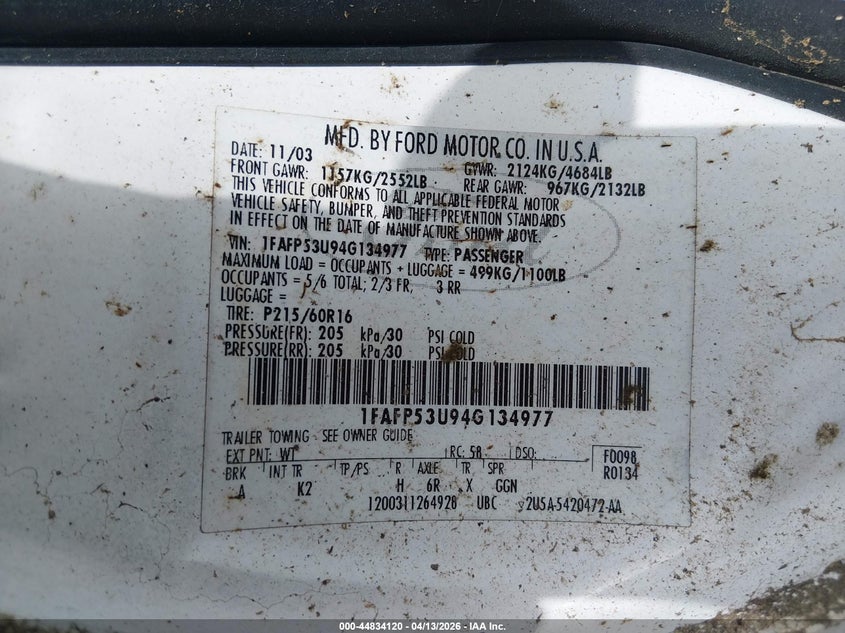 MFD. BY FORD MOTOR CO. IN U.S.A.
DATE: 11/03 GVWR: 2124KG/4684LB
FRONT GAWR: 1157KG/2552LB REAR GAWR: 967KG/2132LB
THIS VEHICLE CONFORMS TO ALL APPLICABLE FEDERAL MOTOR
VEHICLE SAFETY, BUMPER, AND THEFT PREVENTION STANDARDS
IN EFFECT ON THE DATE OF MANUFACTURE SHOWN ABOVE.
VIN: 1FAFP53U94G134977 TYPE: PASSENGER
MAXIMUM LOAD = OCCUPANTS + LUGGAGE = 499KG/1100LB
OCCUPANTS = 5/6 TOTAL; 2/3 FR, 3 RR
LUGGAGE =
TIRE: P215/60R16
PRESSURE(FR): 205 kPa/30 PSI COLD
PRESSURE(RR): 205 kPa/30 PSI COLD
1FAFP53U94G134977
TRAILER TOWING - SEE OWNER GUIDE
EXT PNT: WT RC: 58 DSO: F0098
BRK INT TR TP/PS R AXLE TR SPR R0134
A K2 H 6R X GGN
120031126492B UBC 2U5A-5420472-AA
000-44834120 - 04/13/2026 - IAA Inc.